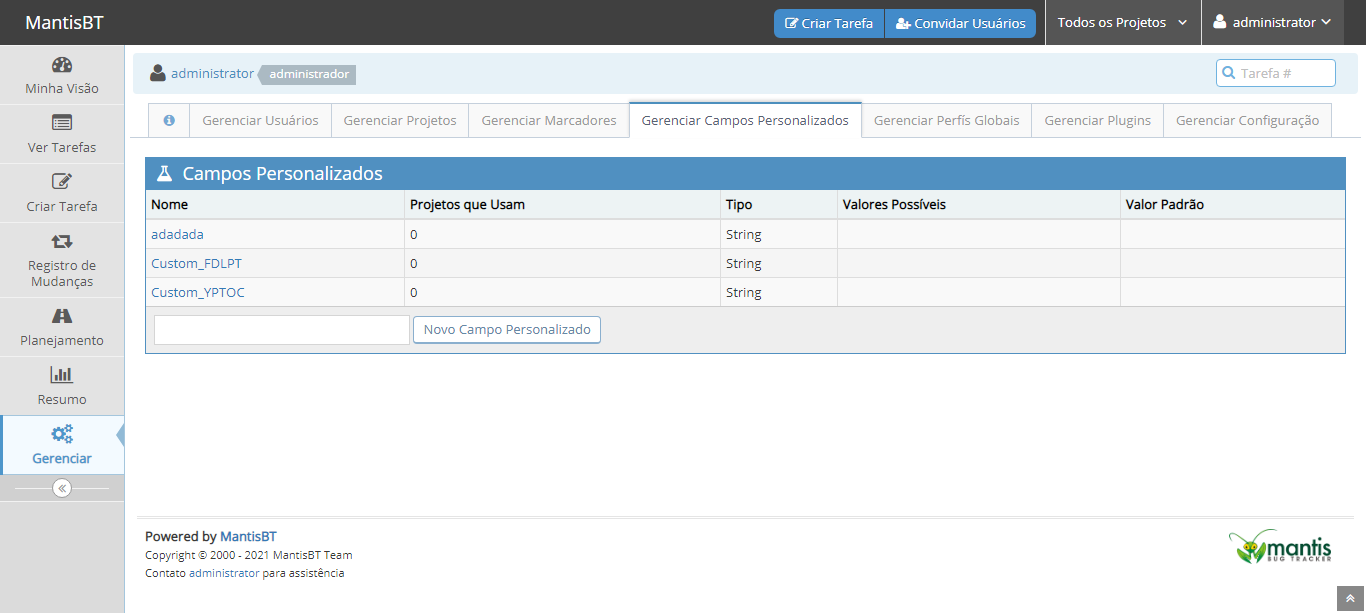 MantisBT
Criar Tarefa
Convidar Usuários
Todos os Projetos
administrator
Minha Visão
Ver Tarefas
Criar Tarefa
Registro de
Mudanças
Planejamento
Resumo
Gerenciar
administrator administrador
Tarefa #
Gerenciar Usuários
Gerenciar Projetos
Gerenciar Marcadores
Gerenciar Campos Personalizados
Gerenciar Perfís Globais
Gerenciar Plugins
Gerenciar Configuração
Campos Personalizados
Nome Projetos que Usam Tipo Valores Possíveis Valor Padrão
adadada 0 String
Custom_FDLPT 0 String
Custom_YPTOC 0 String
Novo Campo Personalizado
Powered by MantisBT
Copyright © 2000 - 2021 MantisBT Team
Contato administrator para assistência
mantis
BUG TRACKER